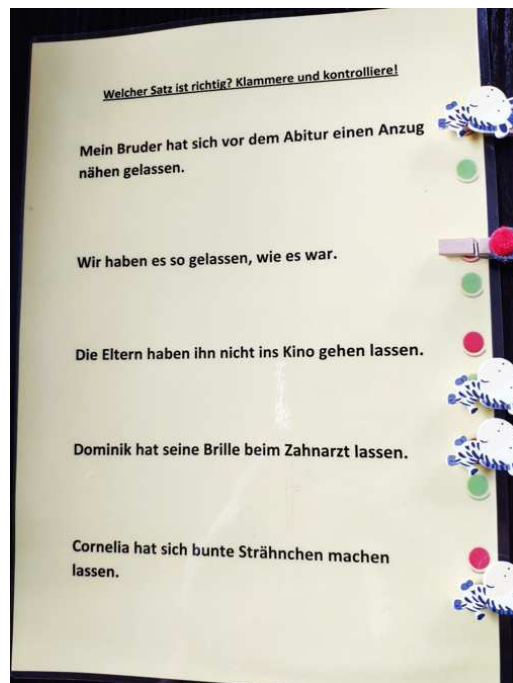 Welcher Satz ist richtig? Klammere und kontrolliere!
Mein Bruder hat sich vor dem Abitur einen Anzug
nähen gelassen.
Wir haben es so gelassen, wie es war.
Die Eltern haben ihn nicht ins Kino gehen lassen.
Dominik hat seine Brille beim Zahnarzt lassen.
Cornelia hat sich bunte Strähnchen machen
lassen.